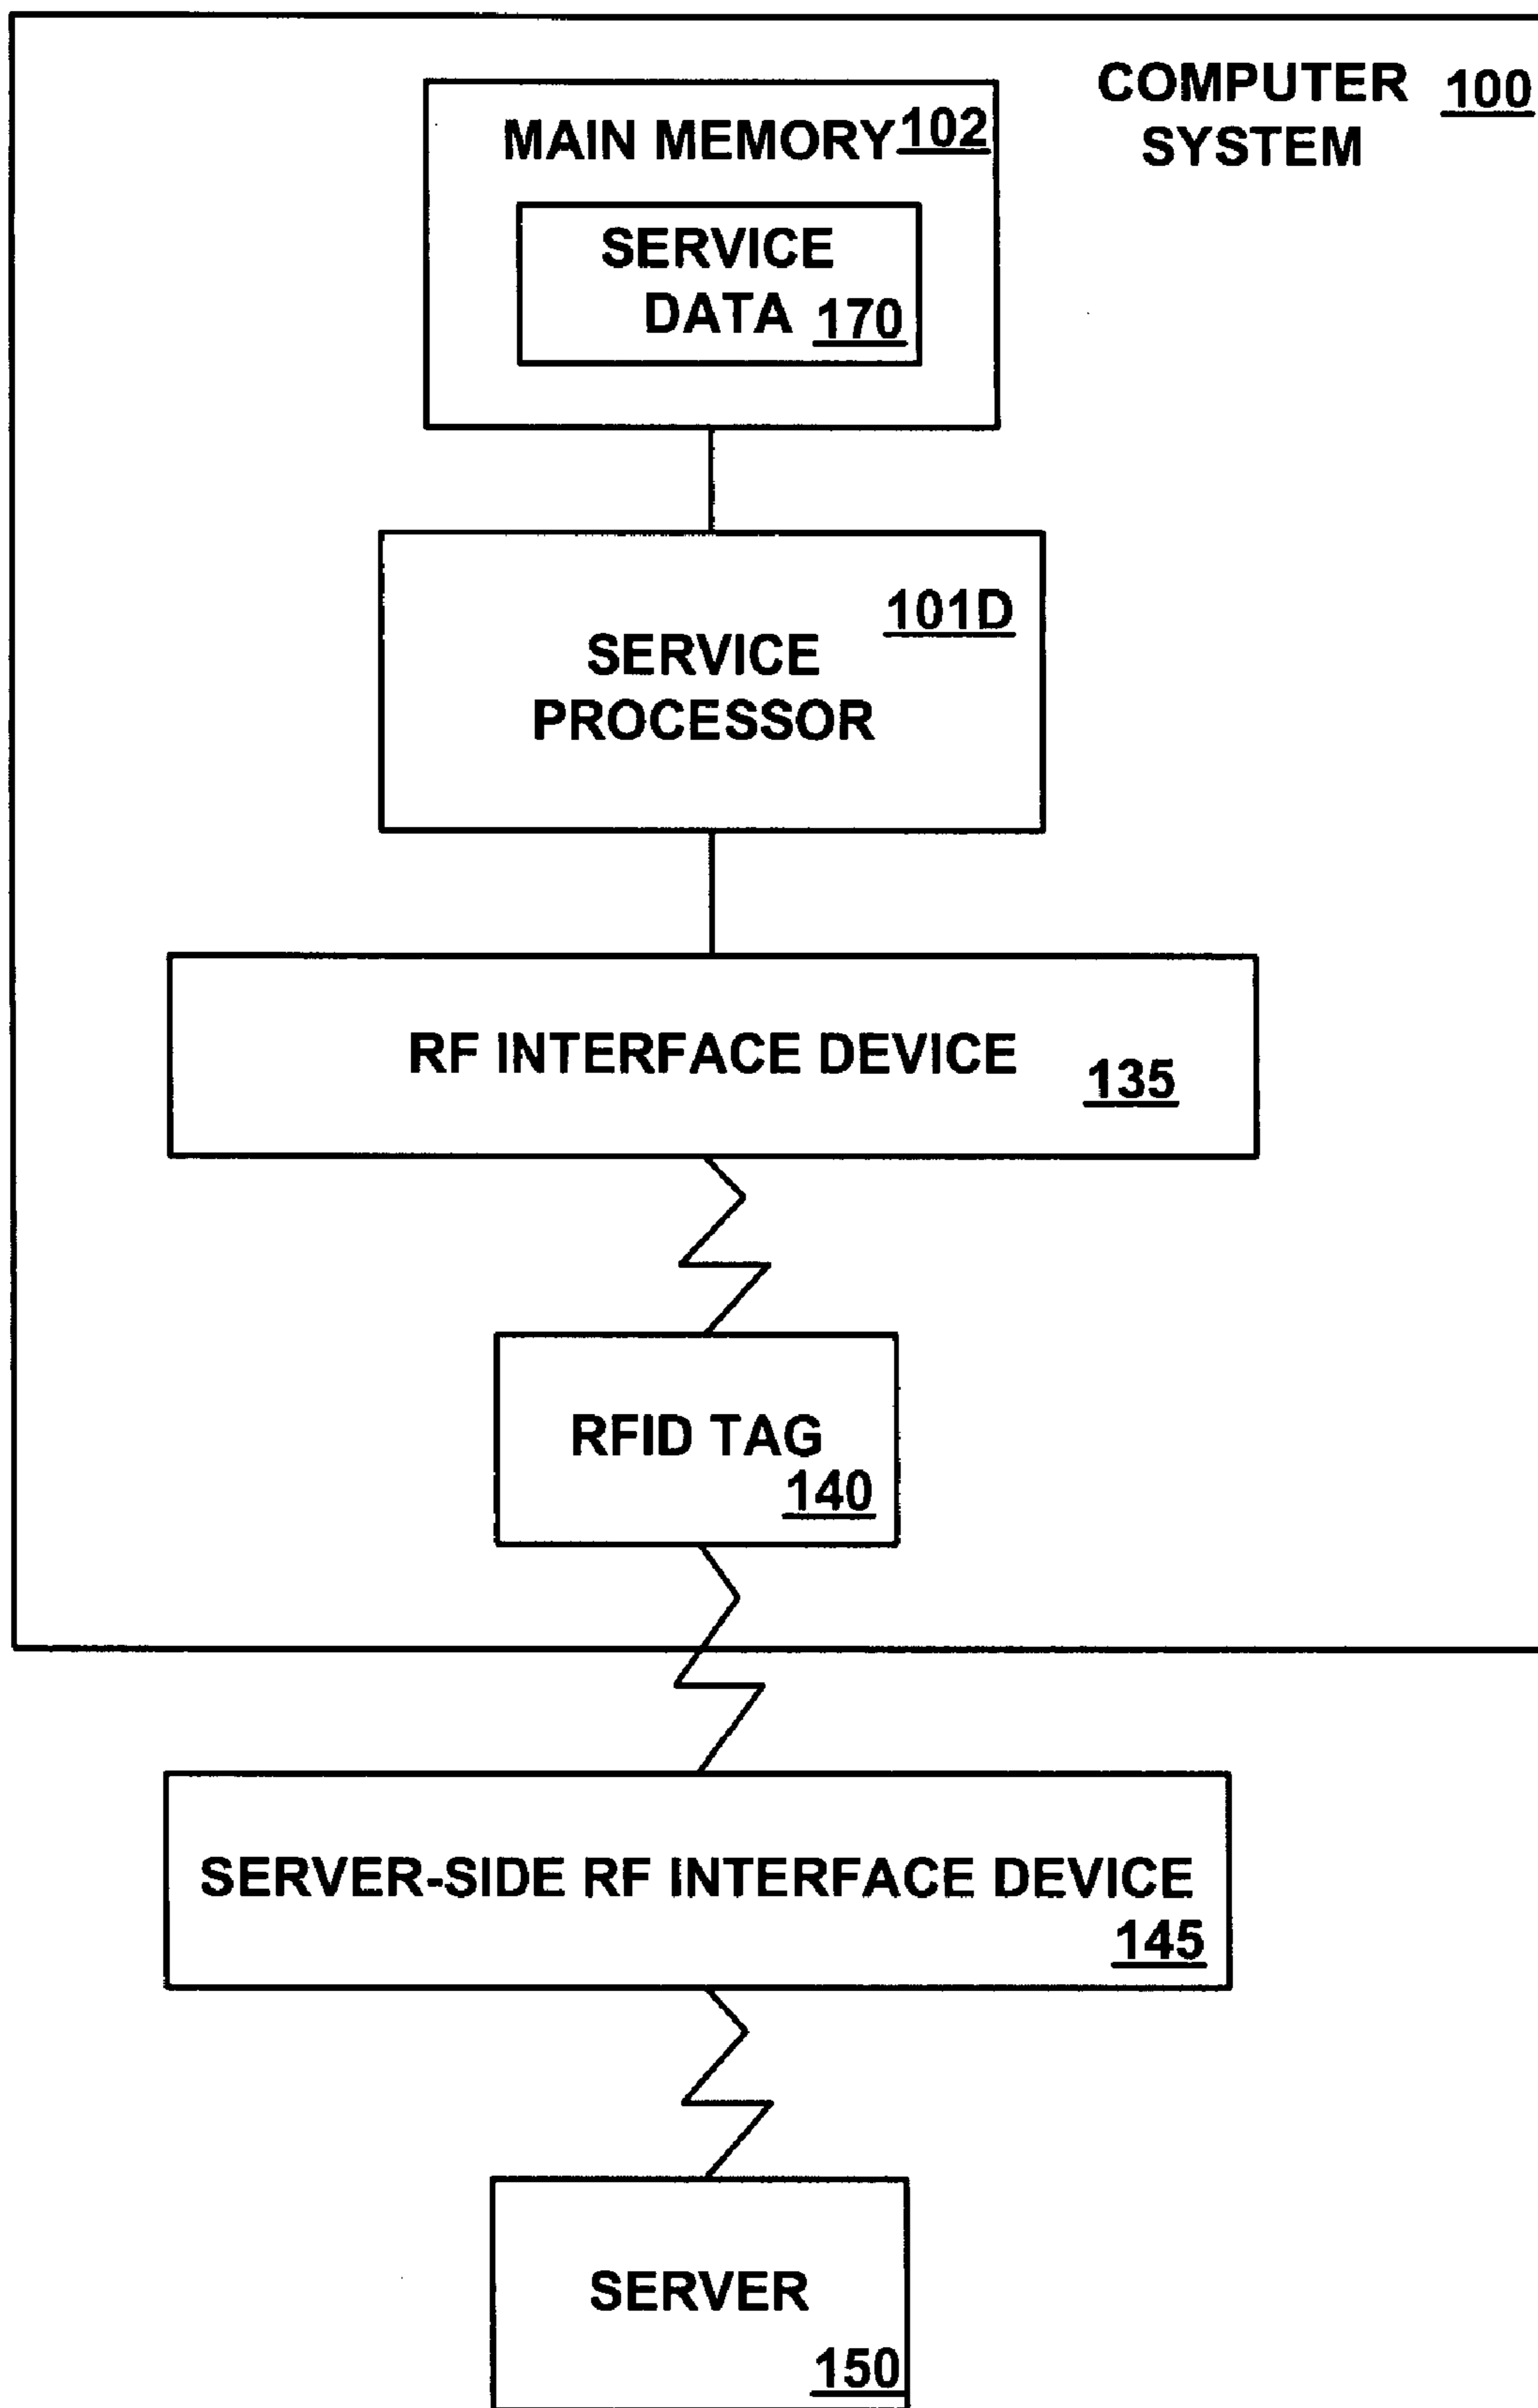 COMPUTER 100
SYSTEM
MAIN MEMORY 102
SERVICE
DATA 170
101D
SERVICE
PROCESSOR
RF INTERFACE DEVICE 135
RFID TAG
140
SERVER-SIDE RF INTERFACE DEVICE
145
SERVER
150